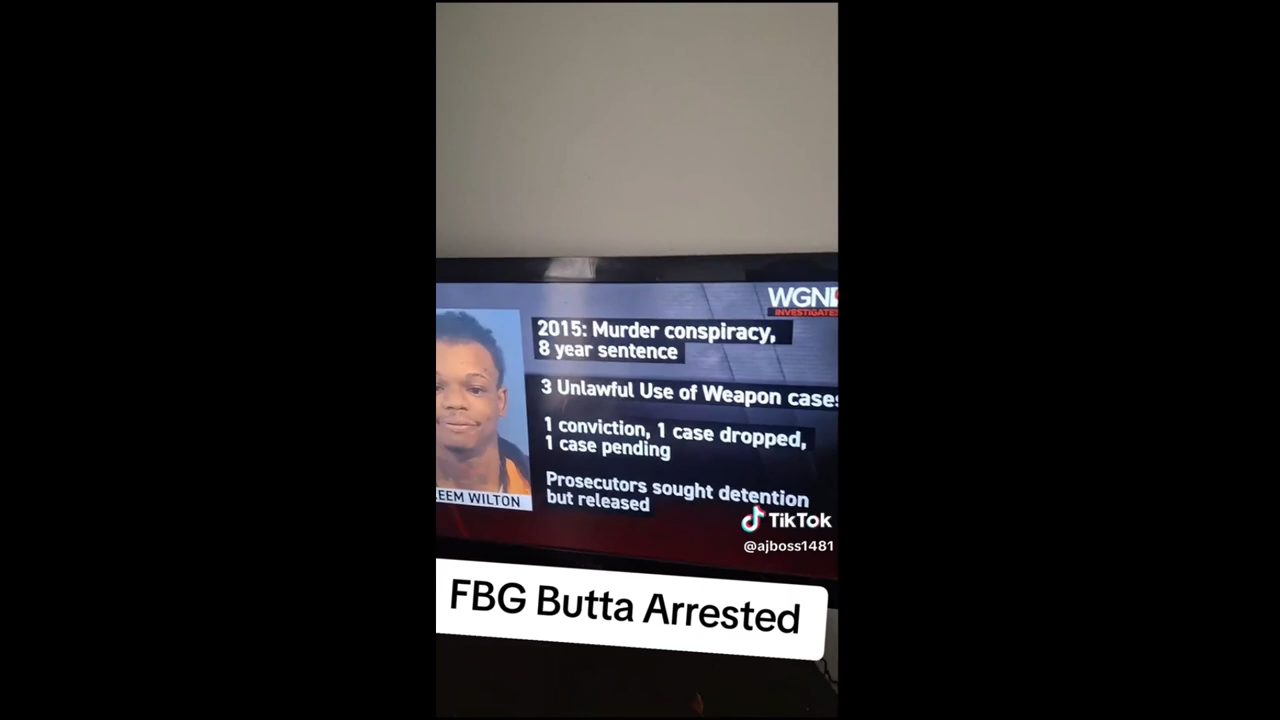 WGN
INVESTIGATES
2015: Murder conspiracy,
8 year sentence
3 Unlawful Use of Weapon cases
1 conviction, 1 case dropped,
1 case pending
Prosecutors sought detention
but released
EEM WILTON
TikTok
@ajboss1481
FBG Butta Arrested